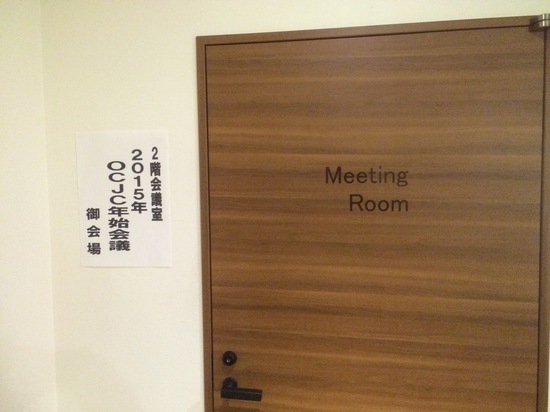 2階会議室
2015年
OCJC年始会議
御会場
Meeting
Room